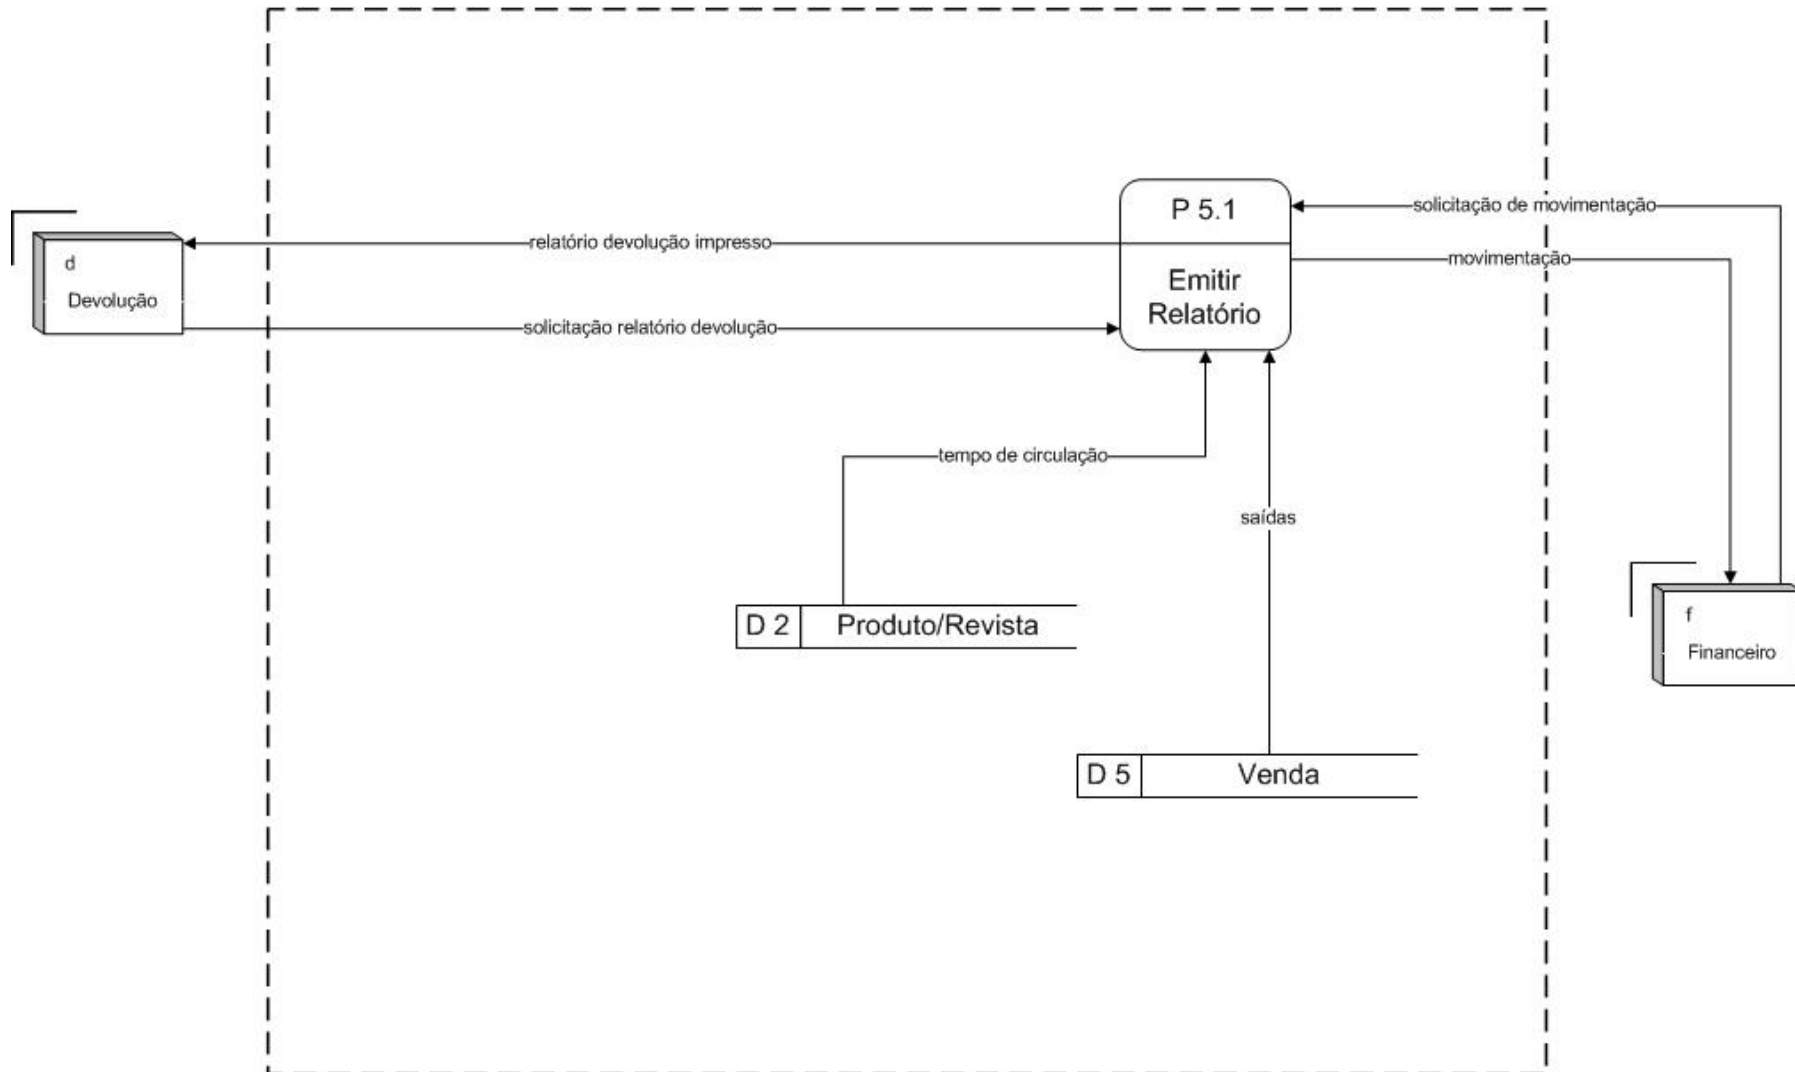 P 5.1
solicitação de movimentação
relatório devolução impresso
movimentação
d
Devolução
Emitir
Relatório
solicitação relatório devolução
tempo de circulação
saídas
D 2
Produto/Revista
f
Financeiro
D 5
Venda